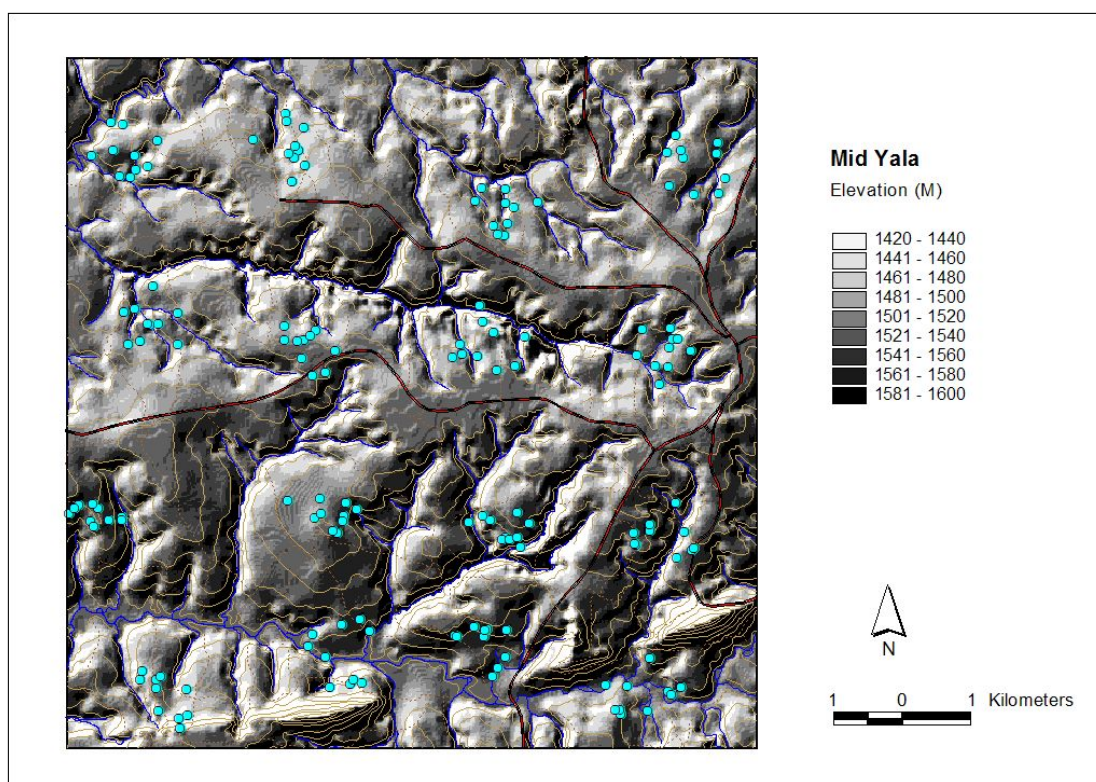 Mid Yala
Elevation (M)
1420 - 1440
1441 - 1460
1461 - 1480
1481 - 1500
1501 - 1520
1521 - 1540
1541 - 1560
1561 - 1580
1581 - 1600
N
1 0 1 Kilometers